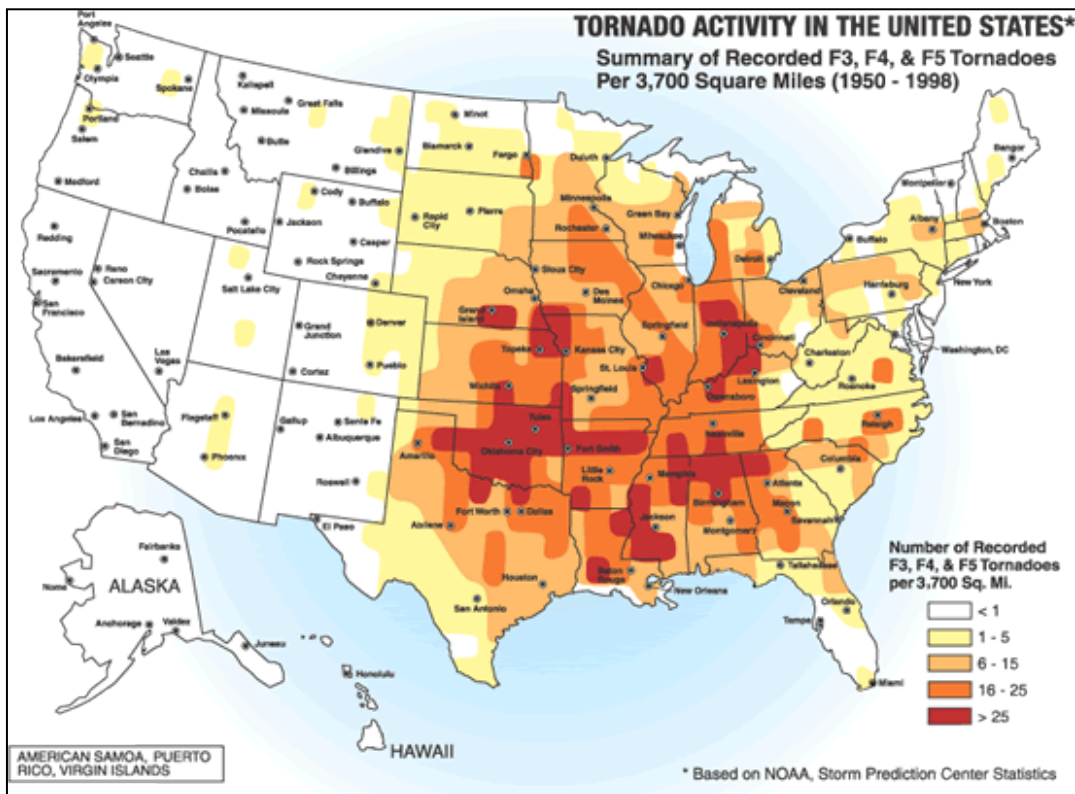 TORNADO ACTIVITY IN THE UNITED STATES*
Summary of Recorded F3, F4, & F5 Tornadoes
Per 3,700 Square Miles (1950 - 1998)
Port
Angeles
Seattle
Olympia
Spokane
Portland
Salem
Medford
Kalispell
Great Falls
Missoula
Butte
Glendive
Billings
Challis
Boise
Pocatello
Cody
Buffalo
Jackson
Casper
Rock Springs
Cheyenne
Minot
Bismarck
Fargo
Rapid
City
Pierre
Duluth
Minneapolis
Rochester
Green Bay
Milwaukee
Detroit
Chicago
Bangor
Montpelier
Albany
Boston
Buffalo
New York
Harrisburg
Cleveland
Washington, DC
Redding
Reno
Carson City
Sacramento
San
Francisco
Bakersfield
Las
Vegas
Los Angeles
San
Bernadino
San
Diego
Salt Lake City
Grand
Junction
Cortez
Denver
Pueblo
Flagstaff
Phoenix
Gallup
Santa Fe
Albuquerque
Roswell
El Paso
Sioux City
Omaha
Grand
Island
Des
Moines
Topeka
Kansas City
Wichita
Springfield
St. Louis
Springfield
Indianapolis
Cincinnati
Charleston
Lexington
Owensboro
Roanoke
Raleigh
Nashville
Tulsa
Oklahoma City
Fort Smith
Amarillo
Little
Rock
Memphis
Columbia
Atlanta
Birmingham
Macon
Savannah
Montgomery
Jackson
Fort Worth
Dallas
Abilene
Houston
San Antonio
Baton
Rouge
New Orleans
Tallahassee
Orlando
Tampa
Miami
Fairbanks
Nome
ALASKA
Anchorage
Valdez
Juneau
Honolulu
HAWAII
Number of Recorded
F3, F4, & F5 Tornadoes
per 3,700 Sq. Mi.
< 1
1 - 5
6 - 15
16 - 25
> 25
AMERICAN SAMOA, PUERTO
RICO, VIRGIN ISLANDS
* Based on NOAA, Storm Prediction Center Statistics